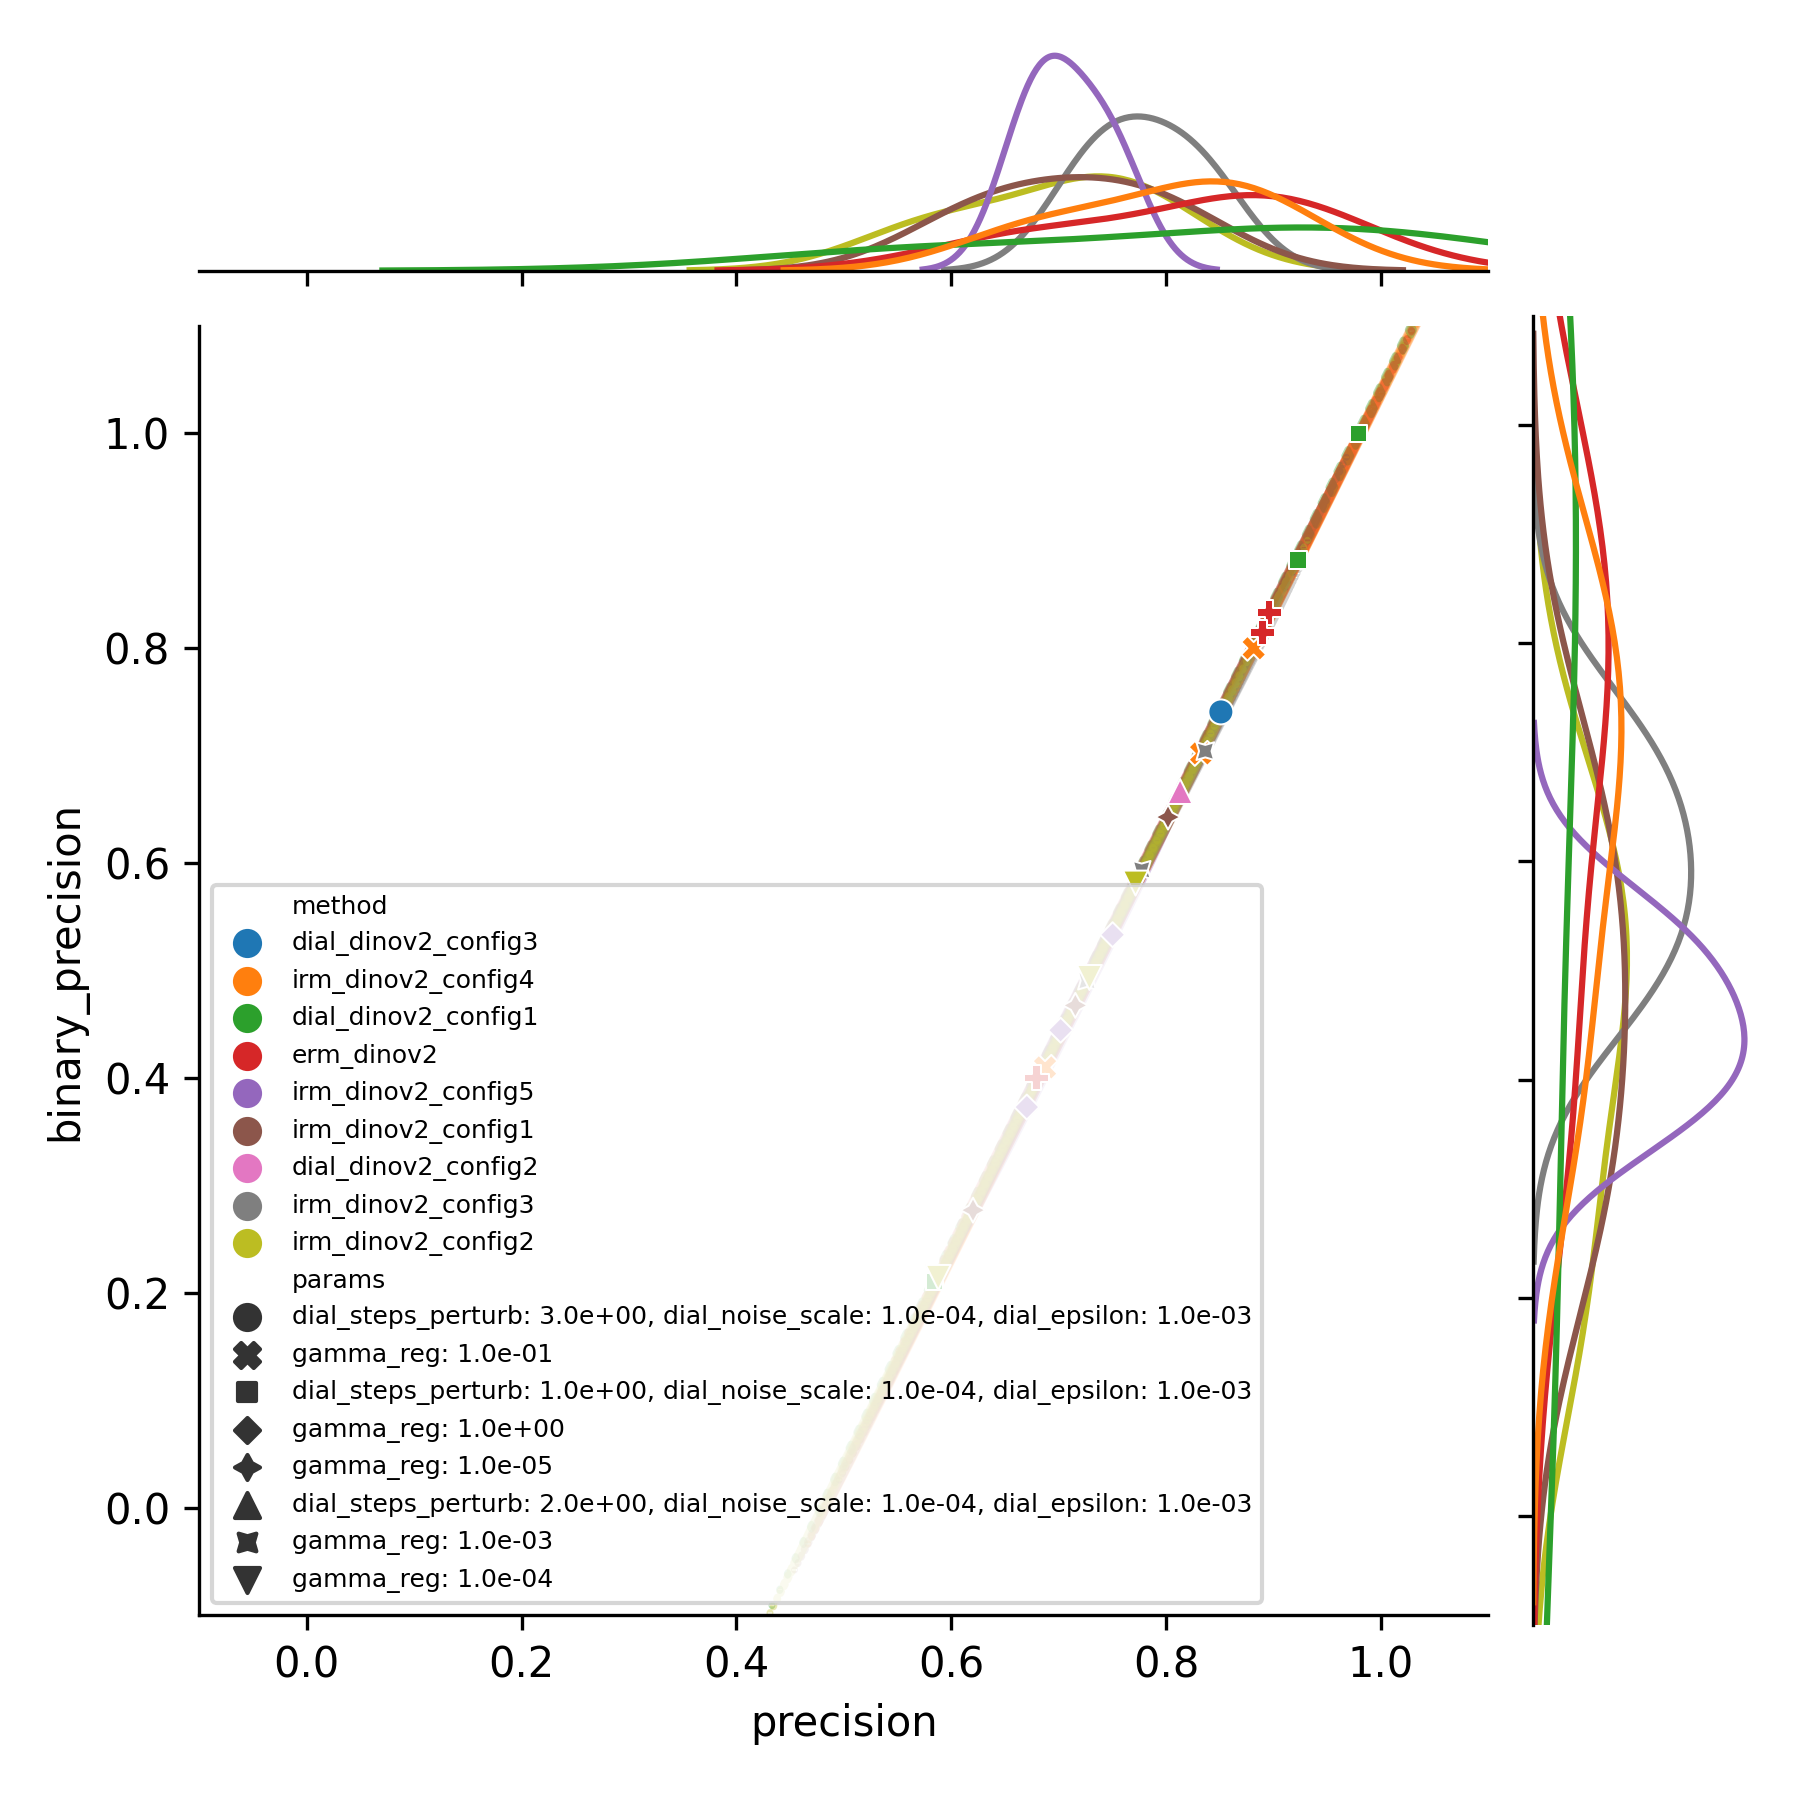 1.0
0.8
0.6
0.4
0.2
0.0
binary_precision
method
dial_dinov2_config3
irm_dinov2_config4
dial_dinov2_config1
erm_dinov2
irm_dinov2_config5
irm_dinov2_config1
dial_dinov2_config2
irm_dinov2_config3
irm_dinov2_config2
params
dial_steps_perturb: 3.0e+00, dial_noise_scale: 1.0e-04, dial_epsilon: 1.0e-03
gamma_reg: 1.0e-01
dial_steps_perturb: 1.0e+00, dial_noise_scale: 1.0e-04, dial_epsilon: 1.0e-03
gamma_reg: 1.0e+00
gamma_reg: 1.0e-05
dial_steps_perturb: 2.0e+00, dial_noise_scale: 1.0e-04, dial_epsilon: 1.0e-03
gamma_reg: 1.0e-03
gamma_reg: 1.0e-04
0.0 0.2 0.4 0.6 0.8 1.0
precision